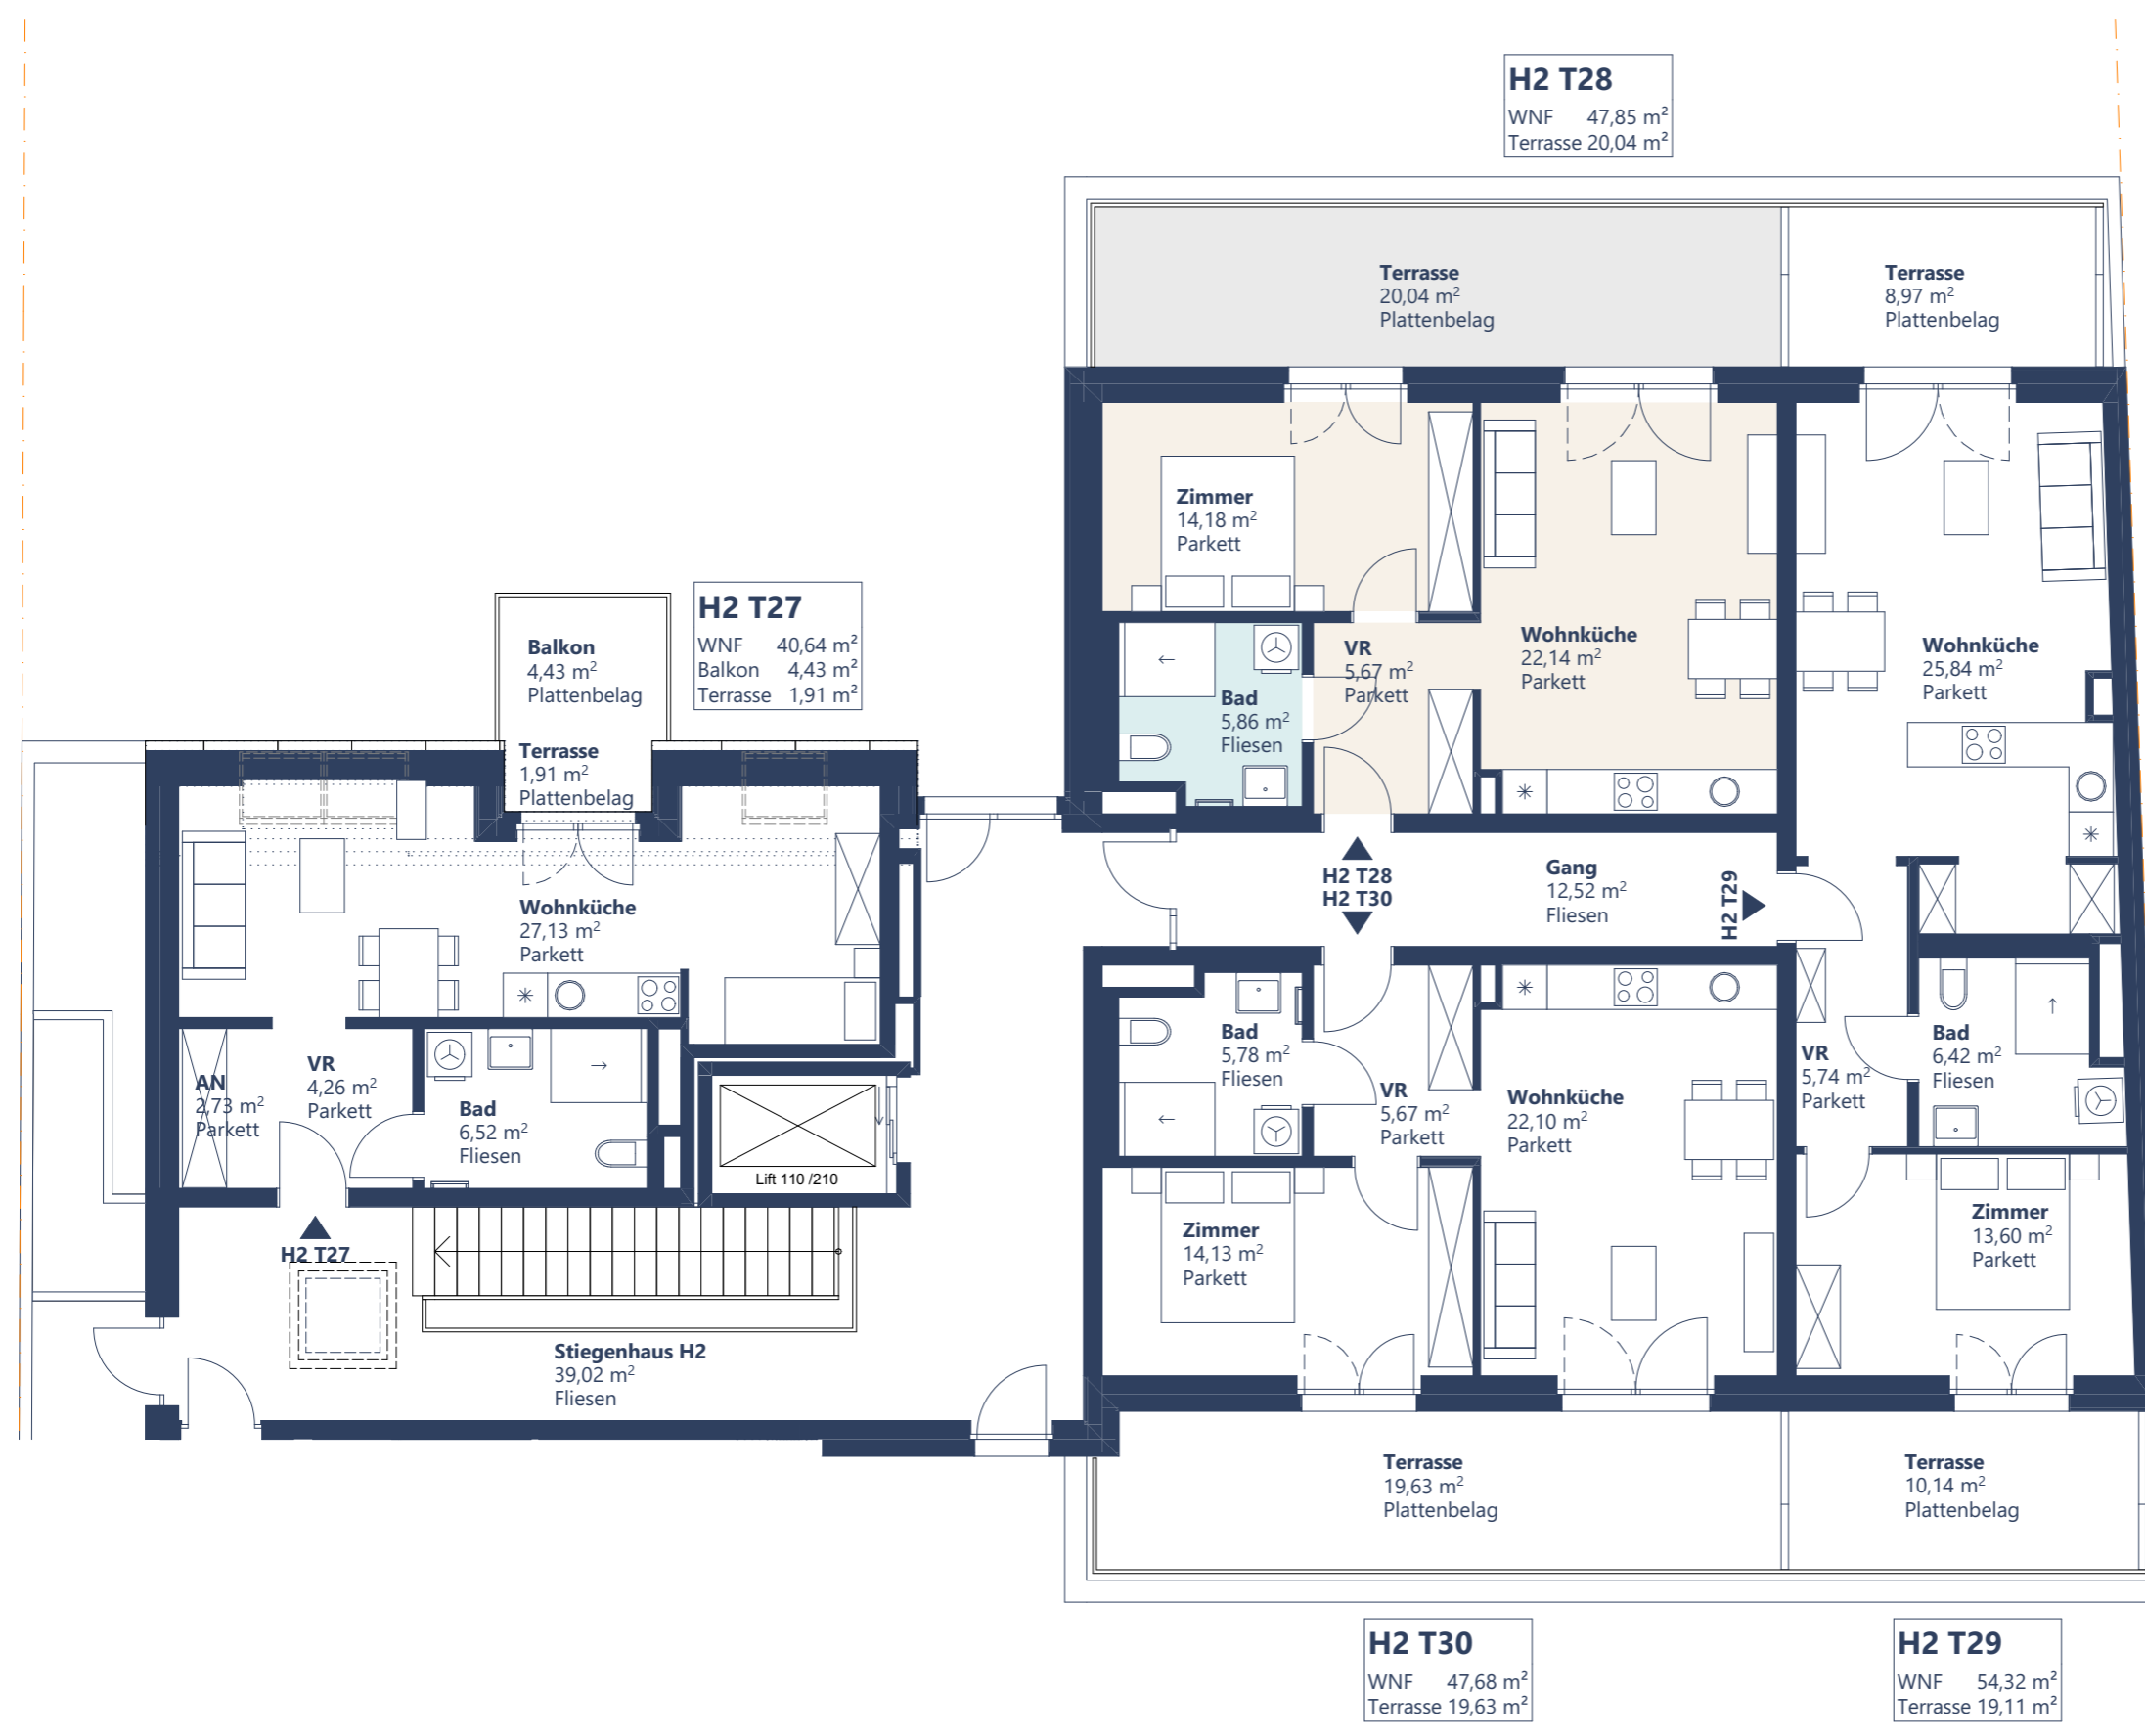 H2 T28
WNF 47,85 m²
Terrasse 20,04 m²
Terrasse
20,04 m²
Plattenbelag
Terrasse
8,97 m²
Plattenbelag
Zimmer
14,18 m²
Parkett
Wohnküche
22,14 m²
Parkett
VR
5,67 m²
Parkett
Bad
5,86 m²
Fliesen
Wohnküche
25,84 m²
Parkett
H2 T27
WNF 40,64 m²
Balkon 4,43 m²
Terrasse 1,91 m²
Balkon
4,43 m²
Plattenbelag
Terrasse
1,91 m²
Plattenbelag
Wohnküche
27,13 m²
Parkett
AN
2,73 m²
Parkett
VR
4,26 m²
Parkett
Bad
6,52 m²
Fliesen
Lift 110 /210
H2 T27
Stiegenhaus H2
39,02 m²
Fliesen
H2 T28
H2 T30
Gang
12,52 m²
Fliesen
H2 T29
Bad
5,78 m²
Fliesen
VR
5,67 m²
Parkett
Wohnküche
22,10 m²
Parkett
Zimmer
14,13 m²
Parkett
VR
5,74 m²
Parkett
Bad
6,42 m²
Fliesen
Zimmer
13,60 m²
Parkett
Terrasse
19,63 m²
Plattenbelag
Terrasse
10,14 m²
Plattenbelag
H2 T30
WNF 47,68 m²
Terrasse 19,63 m²
H2 T29
WNF 54,32 m²
Terrasse 19,11 m²